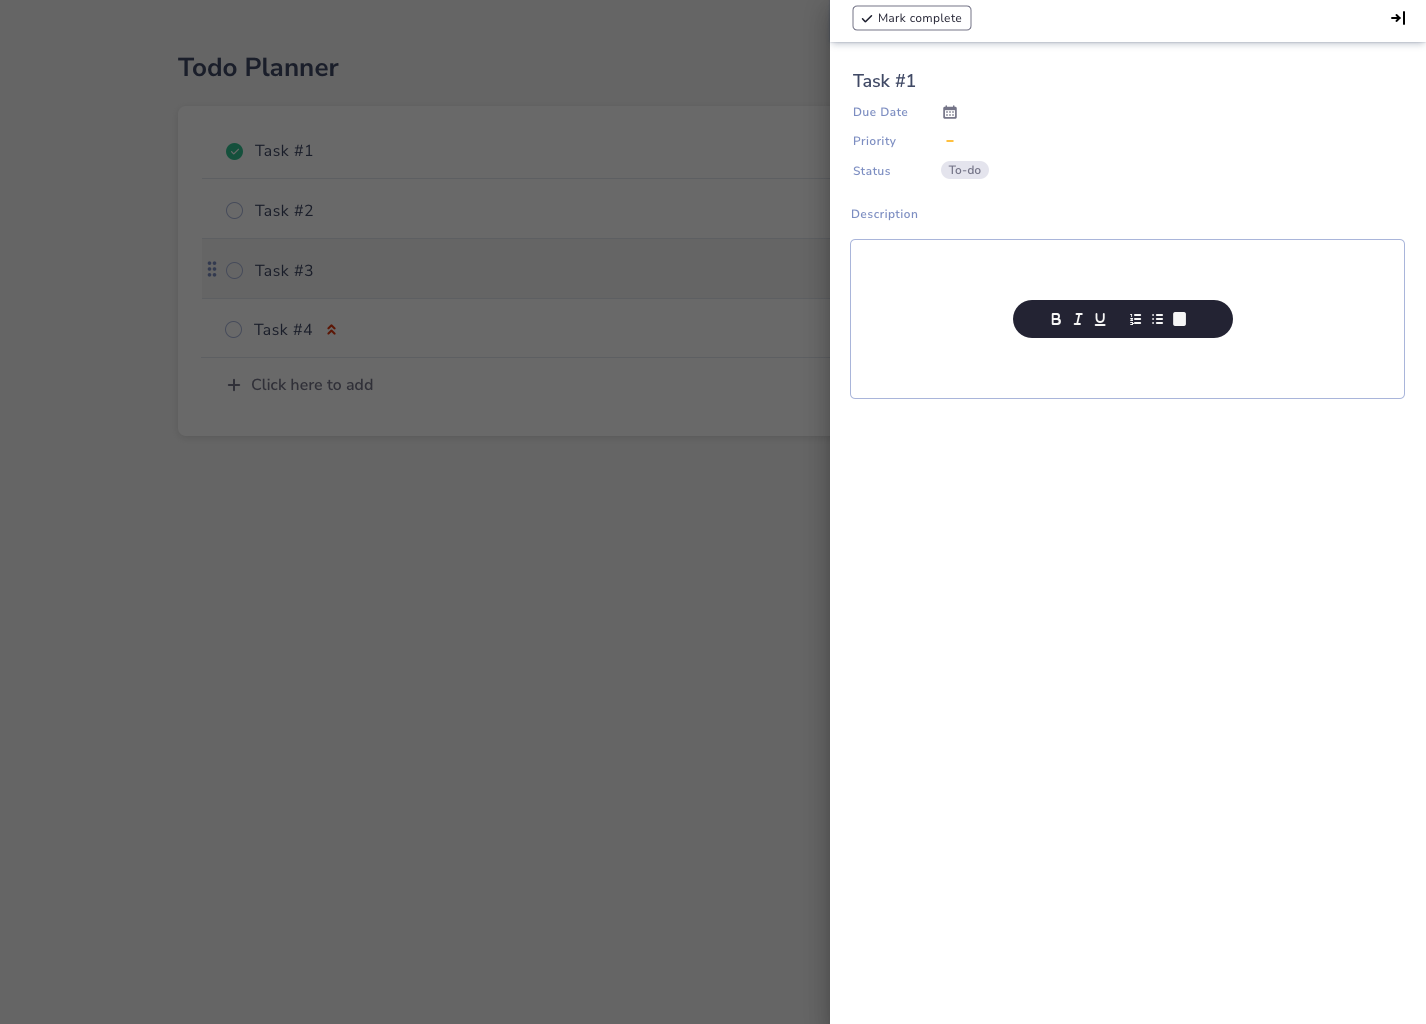 Mark complete
Todo Planner
Task #1
Task #2
Task #3
Task #4
Click here to add
Task #1
Due Date
Priority
Status To-do
Description
B I U